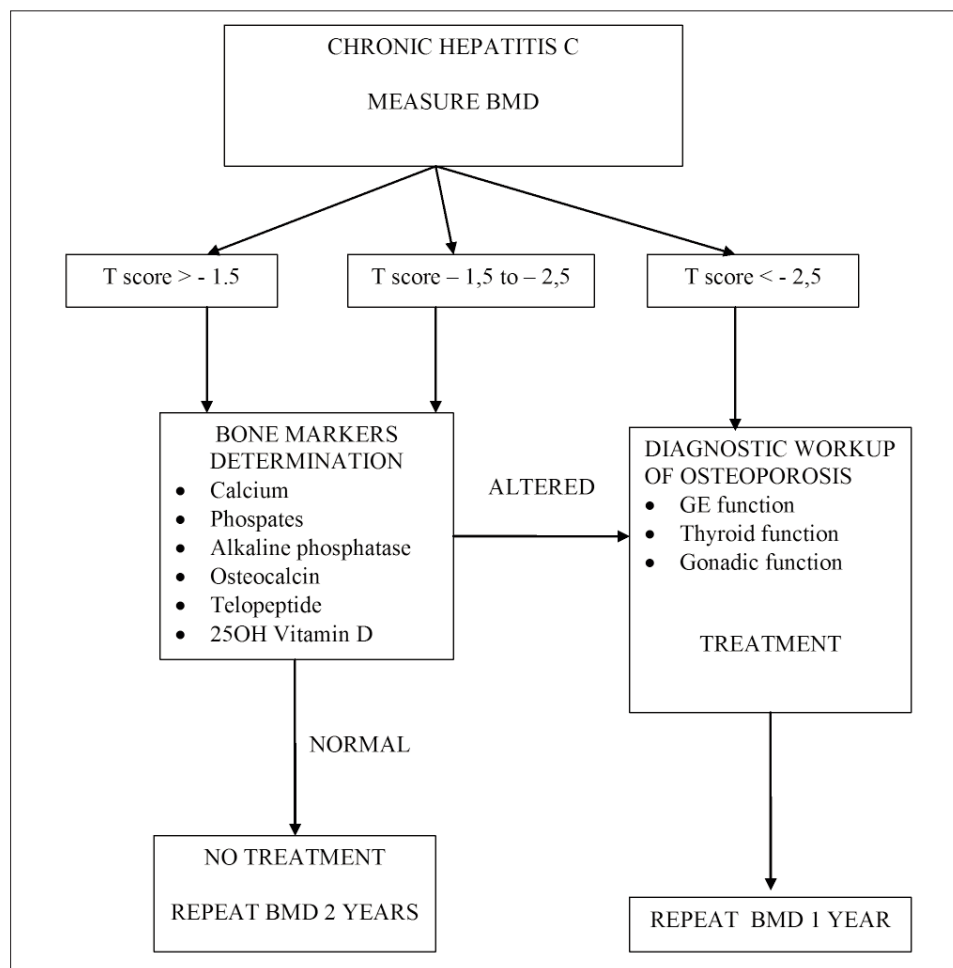 CHRONIC HEPATITIS C
MEASURE BMD
T score > - 1.5
T score – 1,5 to – 2,5
T score < - 2,5
BONE MARKERS
DETERMINATION
• Calcium
• Phospates
• Alkaline phosphatase
• Osteocalcin
• Telopeptide
• 25OH Vitamin D
ALTERED
DIAGNOSTIC WORKUP
OF OSTEOPOROSIS
• GE function
• Thyroid function
• Gonadic function
TREATMENT
NORMAL
NO TREATMENT
REPEAT BMD 2 YEARS
REPEAT BMD 1 YEAR